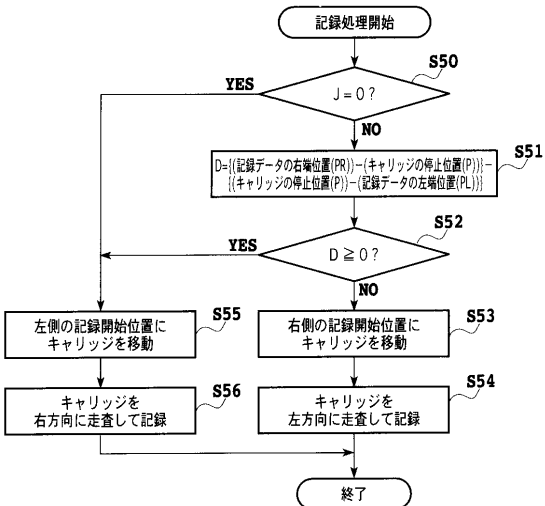 記録処理開始
S50
J=0?
YES
NO
S51
D={(記録データの右端位置(PR))-(キャリッジの停止位置(P))}-
{(キャリッジの停止位置(P))-(記録データの左端位置(PL))}
S52
D≧0?
YES
NO
左側の記録開始位置に
キャリッジを移動
S55
右側の記録開始位置に
キャリッジを移動
S53
キャリッジを
右方向に走査して記録
S56
キャリッジを
左方向に走査して記録
S54
終了